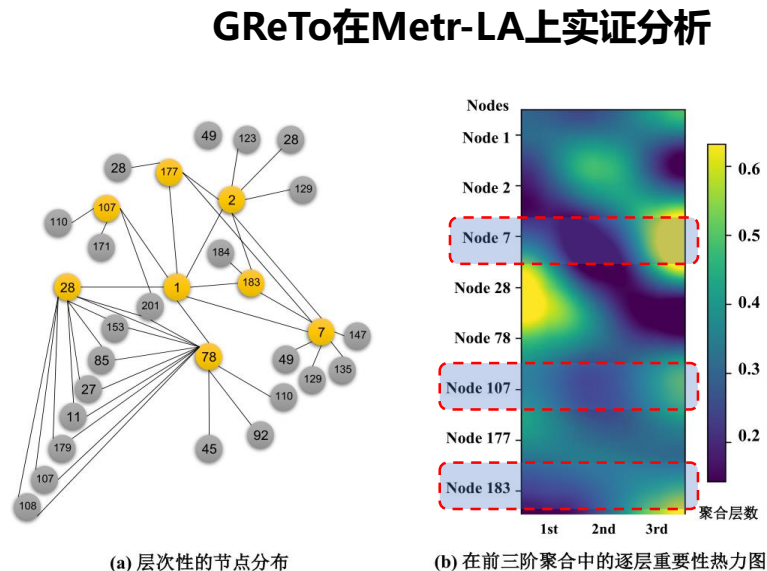 GReTo在Metr-LA上实证分析
49
123
28
28
177
129
2
107
110
171
184
28
1
183
201
153
7
147
78
85
49
135
129
27
110
11
92
179
45
107
108
(a) 层次性的节点分布
Nodes
Node 1
Node 2
Node 7
Node 28
Node 78
Node 107
Node 177
Node 183
0.6
0.5
0.4
0.3
0.2
聚合层数
1st 2nd 3rd
(b) 在前三阶聚合中的逐层重要性热力图